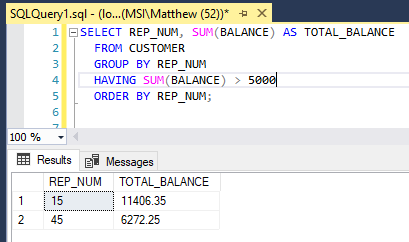 SQLQuery1.sql - (lo...(MSI\Matthew (52))*
1 SELECT REP_NUM, SUM(BALANCE) AS TOTAL_BALANCE
2 FROM CUSTOMER
3 GROUP BY REP_NUM
4 HAVING SUM(BALANCE) > 5000
5 ORDER BY REP_NUM;
100 %
Results Messages
REP_NUM TOTAL_BALANCE
1 15 11406.35
2 45 6272.25